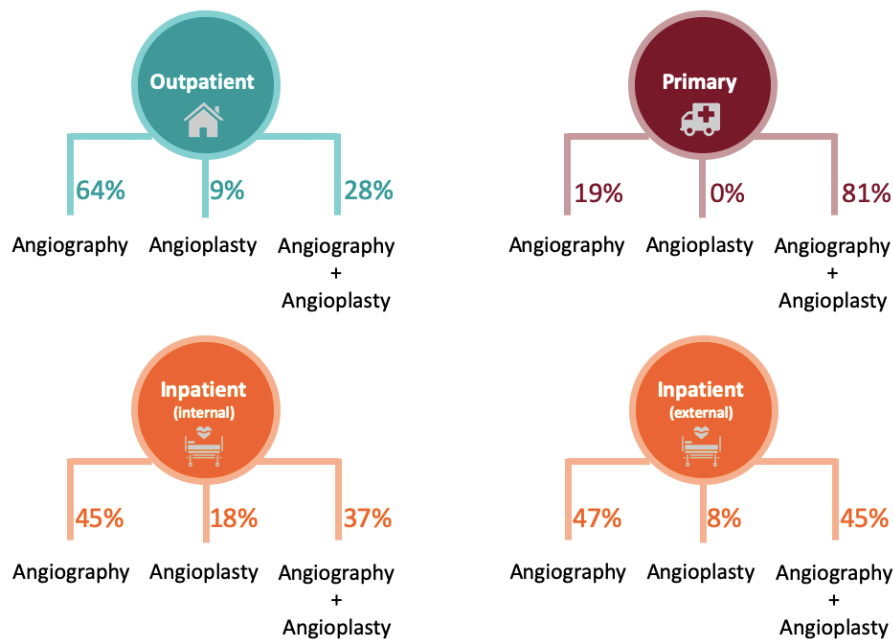 Outpatient
64%
9%
28%
Angiography
Angioplasty
Angiography
+
Angioplasty
Primary
19%
0%
81%
Angiography
Angioplasty
Angiography
+
Angioplasty
Inpatient
(internal)
45%
18%
37%
Angiography
Angioplasty
Angiography
+
Angioplasty
Inpatient
(external)
47%
8%
45%
Angiography
Angioplasty
Angiography
+
Angioplasty